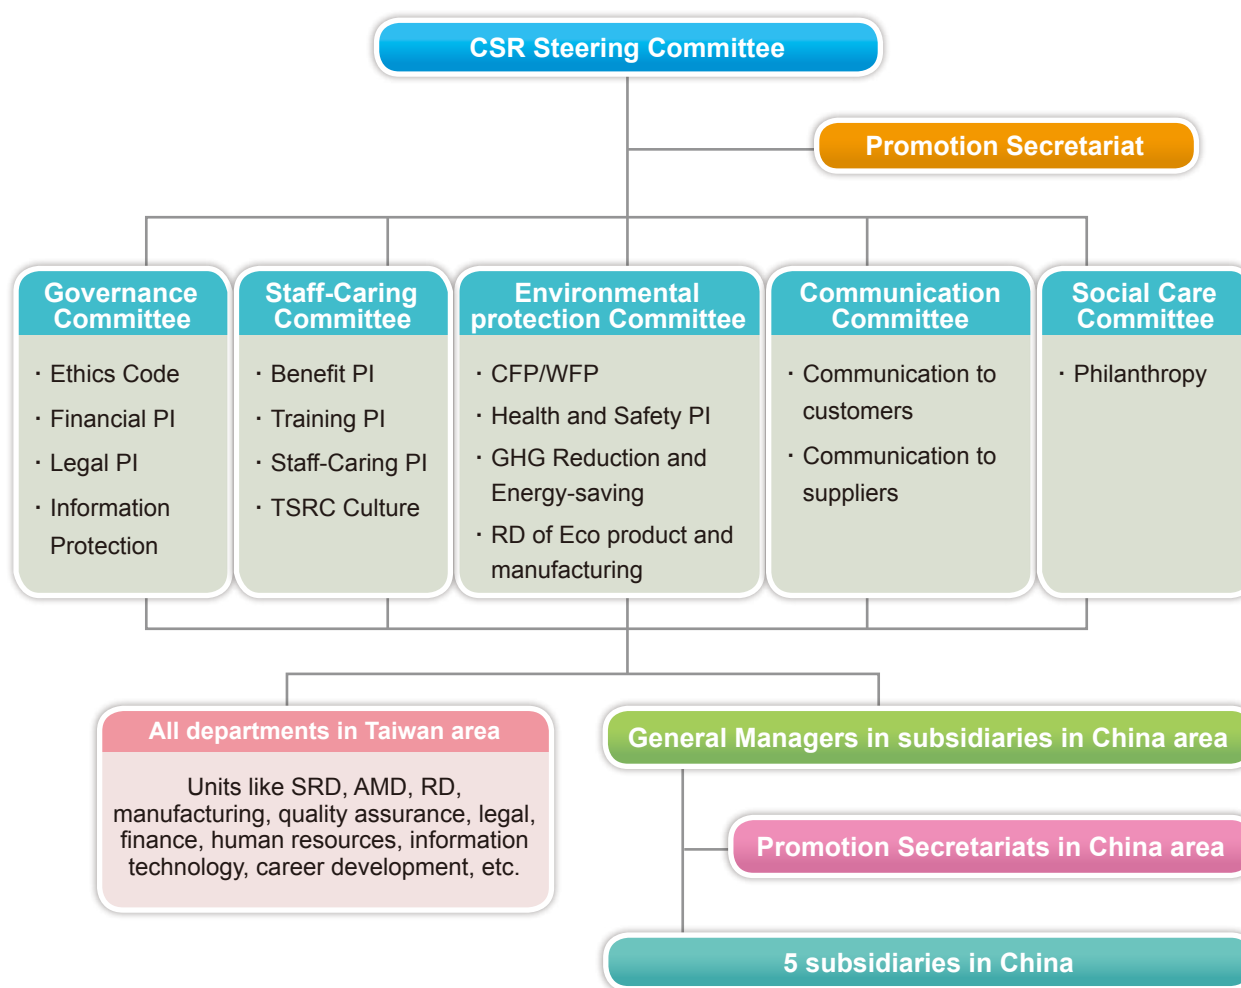 CSR Steering Committee
Promotion Secretariat
Governance
Committee
· Ethics Code
· Financial PI
· Legal PI
· Information
Protection
Staff-Caring
Committee
· Benefit PI
· Training PI
· Staff-Caring PI
· TSRC Culture
Environmental
protection Committee
· CFP/WFP
· Health and Safety PI
· GHG Reduction and
Energy-saving
· RD of Eco product and
manufacturing
Communication
Committee
· Communication to
customers
· Communication to
suppliers
Social Care
Committee
· Philanthropy
All departments in Taiwan area
Units like SRD, AMD, RD,
manufacturing, quality assurance, legal,
finance, human resources, information
technology, career development, etc.
General Managers in subsidiaries in China area
Promotion Secretariats in China area
5 subsidiaries in China